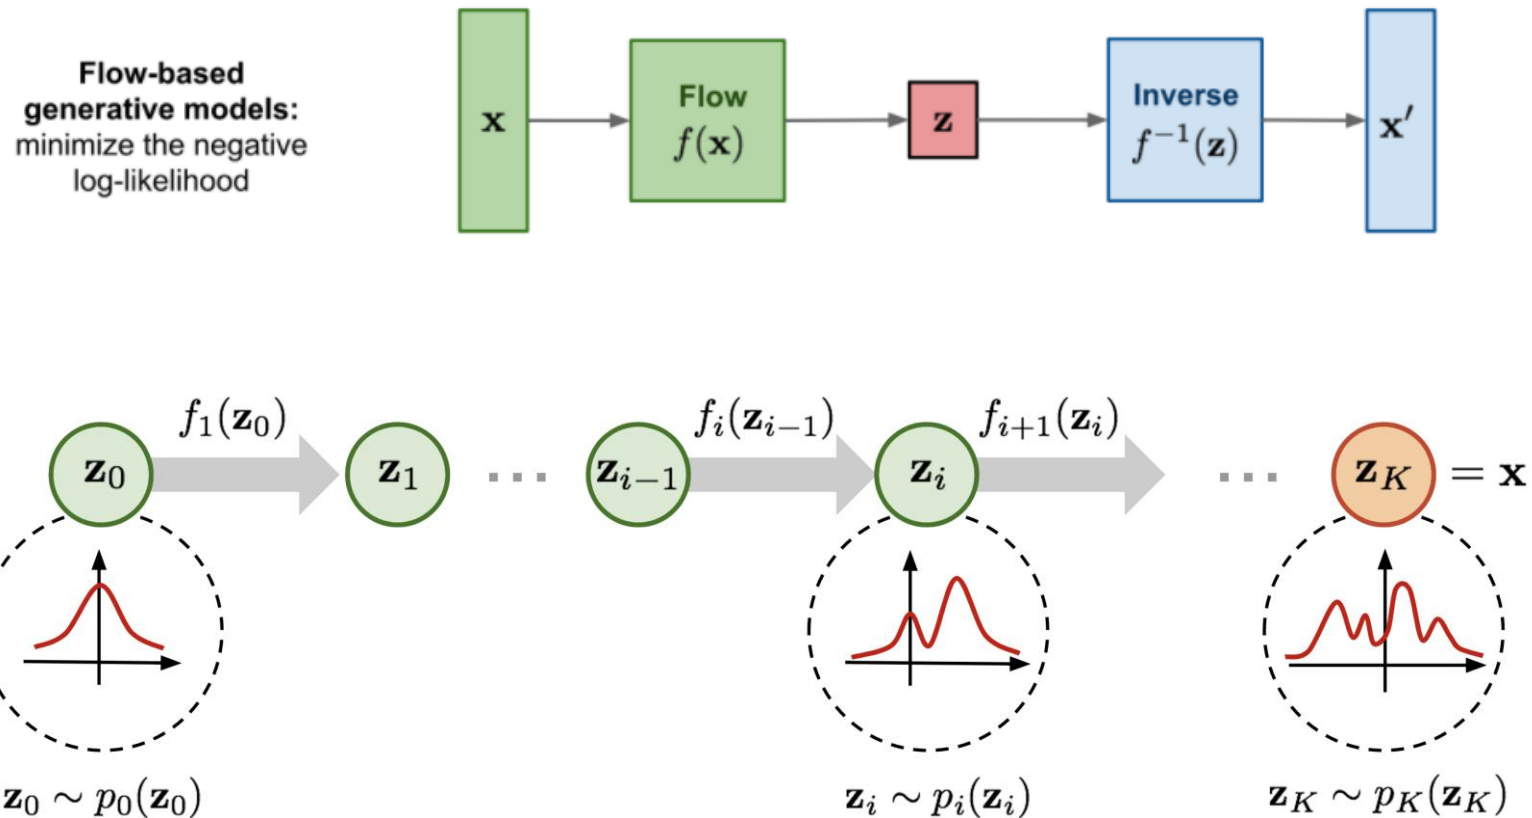 Flow-based
generative models:
minimize the negative
log-likelihood
x
Flow
f(x)
z
Inverse
f⁻¹(z)
x′
f₁(z₀)
fᵢ(zᵢ₋₁)
fᵢ₊₁(zᵢ)
z₀
z₁
...
zᵢ₋₁
zᵢ
...
z_K
= x
z₀ ∼ p₀(z₀)
zᵢ ∼ pᵢ(zᵢ)
z_K ∼ p_K(z_K)